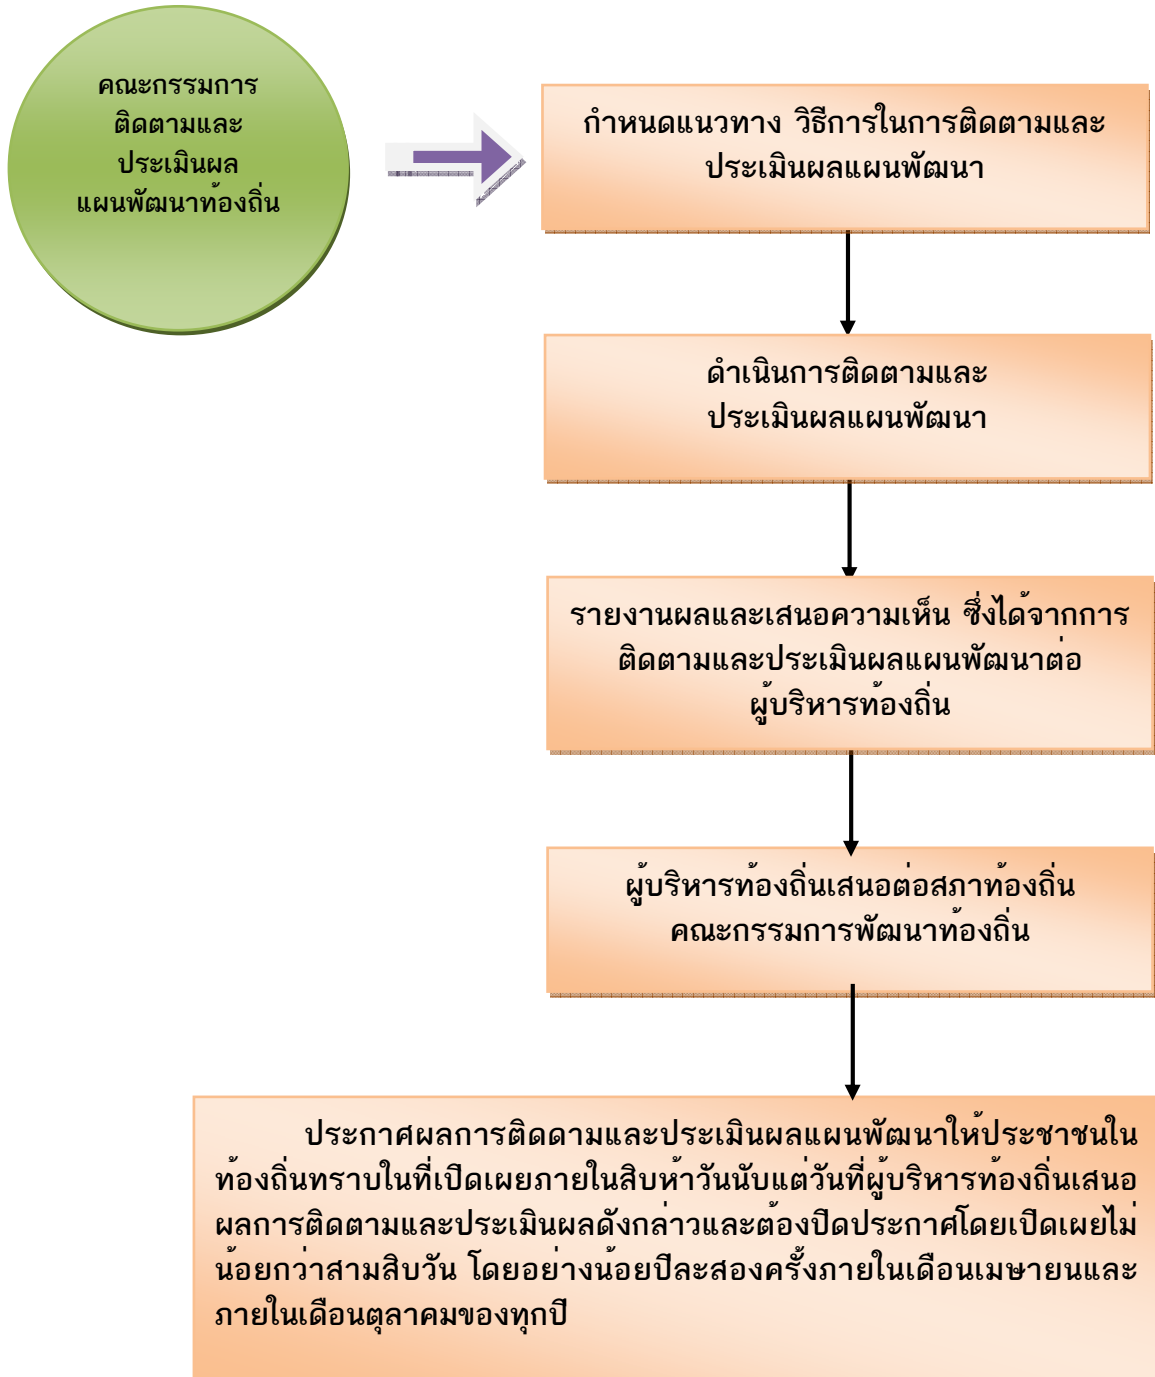 คณะกรรมการ
ติดตามและ
ประเมินผล
แผนพัฒนาท้องถิ่น
กำหนดแนวทาง วิธีการในการติดตามและ
ประเมินผลแผนพัฒนา
ดำเนินการติดตามและ
ประเมินผลแผนพัฒนา
รายงานผลและเสนอความเห็น ซึ่งได้จากการ
ติดตามและประเมินผลแผนพัฒนาต่อ
ผู้บริหารท้องถิ่น
ผู้บริหารท้องถิ่นเสนอต่อสภาท้องถิ่น
คณะกรรมการพัฒนาท้องถิ่น
ประกาศผลการติดดามและประเมินผลแผนพัฒนาให้ประชาชนใน
ท้องถิ่นทราบในที่เปิดเผยภายในสิบห้าวันนับแต่วันที่ผู้บริหารท้องถิ่นเสนอ
ผลการติดตามและประเมินผลดังกล่าวและต้องปิดประกาศโดยเปิดเผยไม่
น้อยกว่าสามสิบวัน โดยอย่างน้อยปีละสองครั้งภายในเดือนเมษายนและ
ภายในเดือนตุลาคมของทุกปี